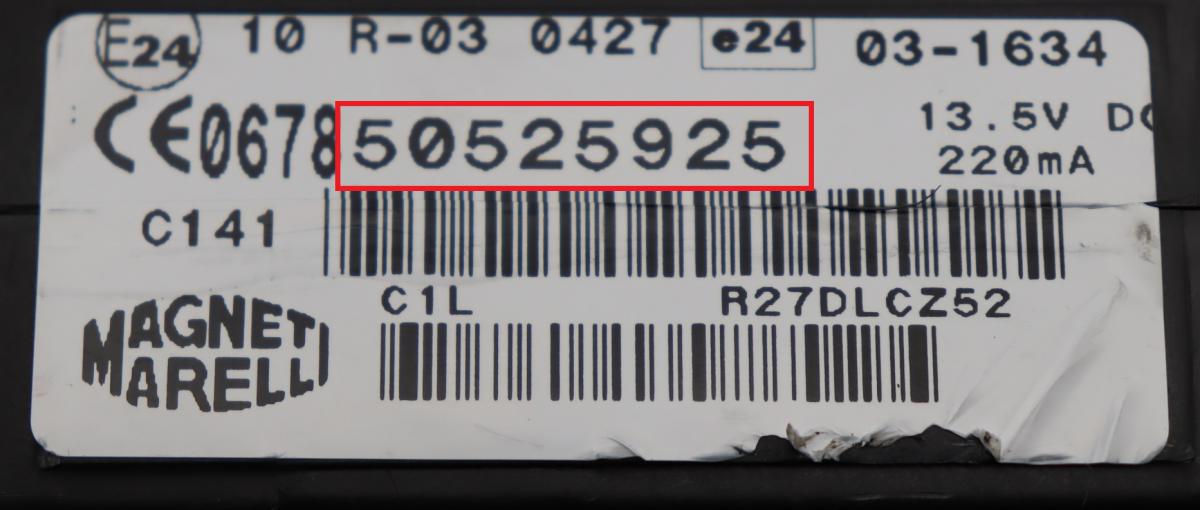 E24 10 R-03 0427 e24 03-1634
CE0678 50525925 13.5V DC
220mA
C141
C1L R27DLCZ52
MAGNETI
MARELLI